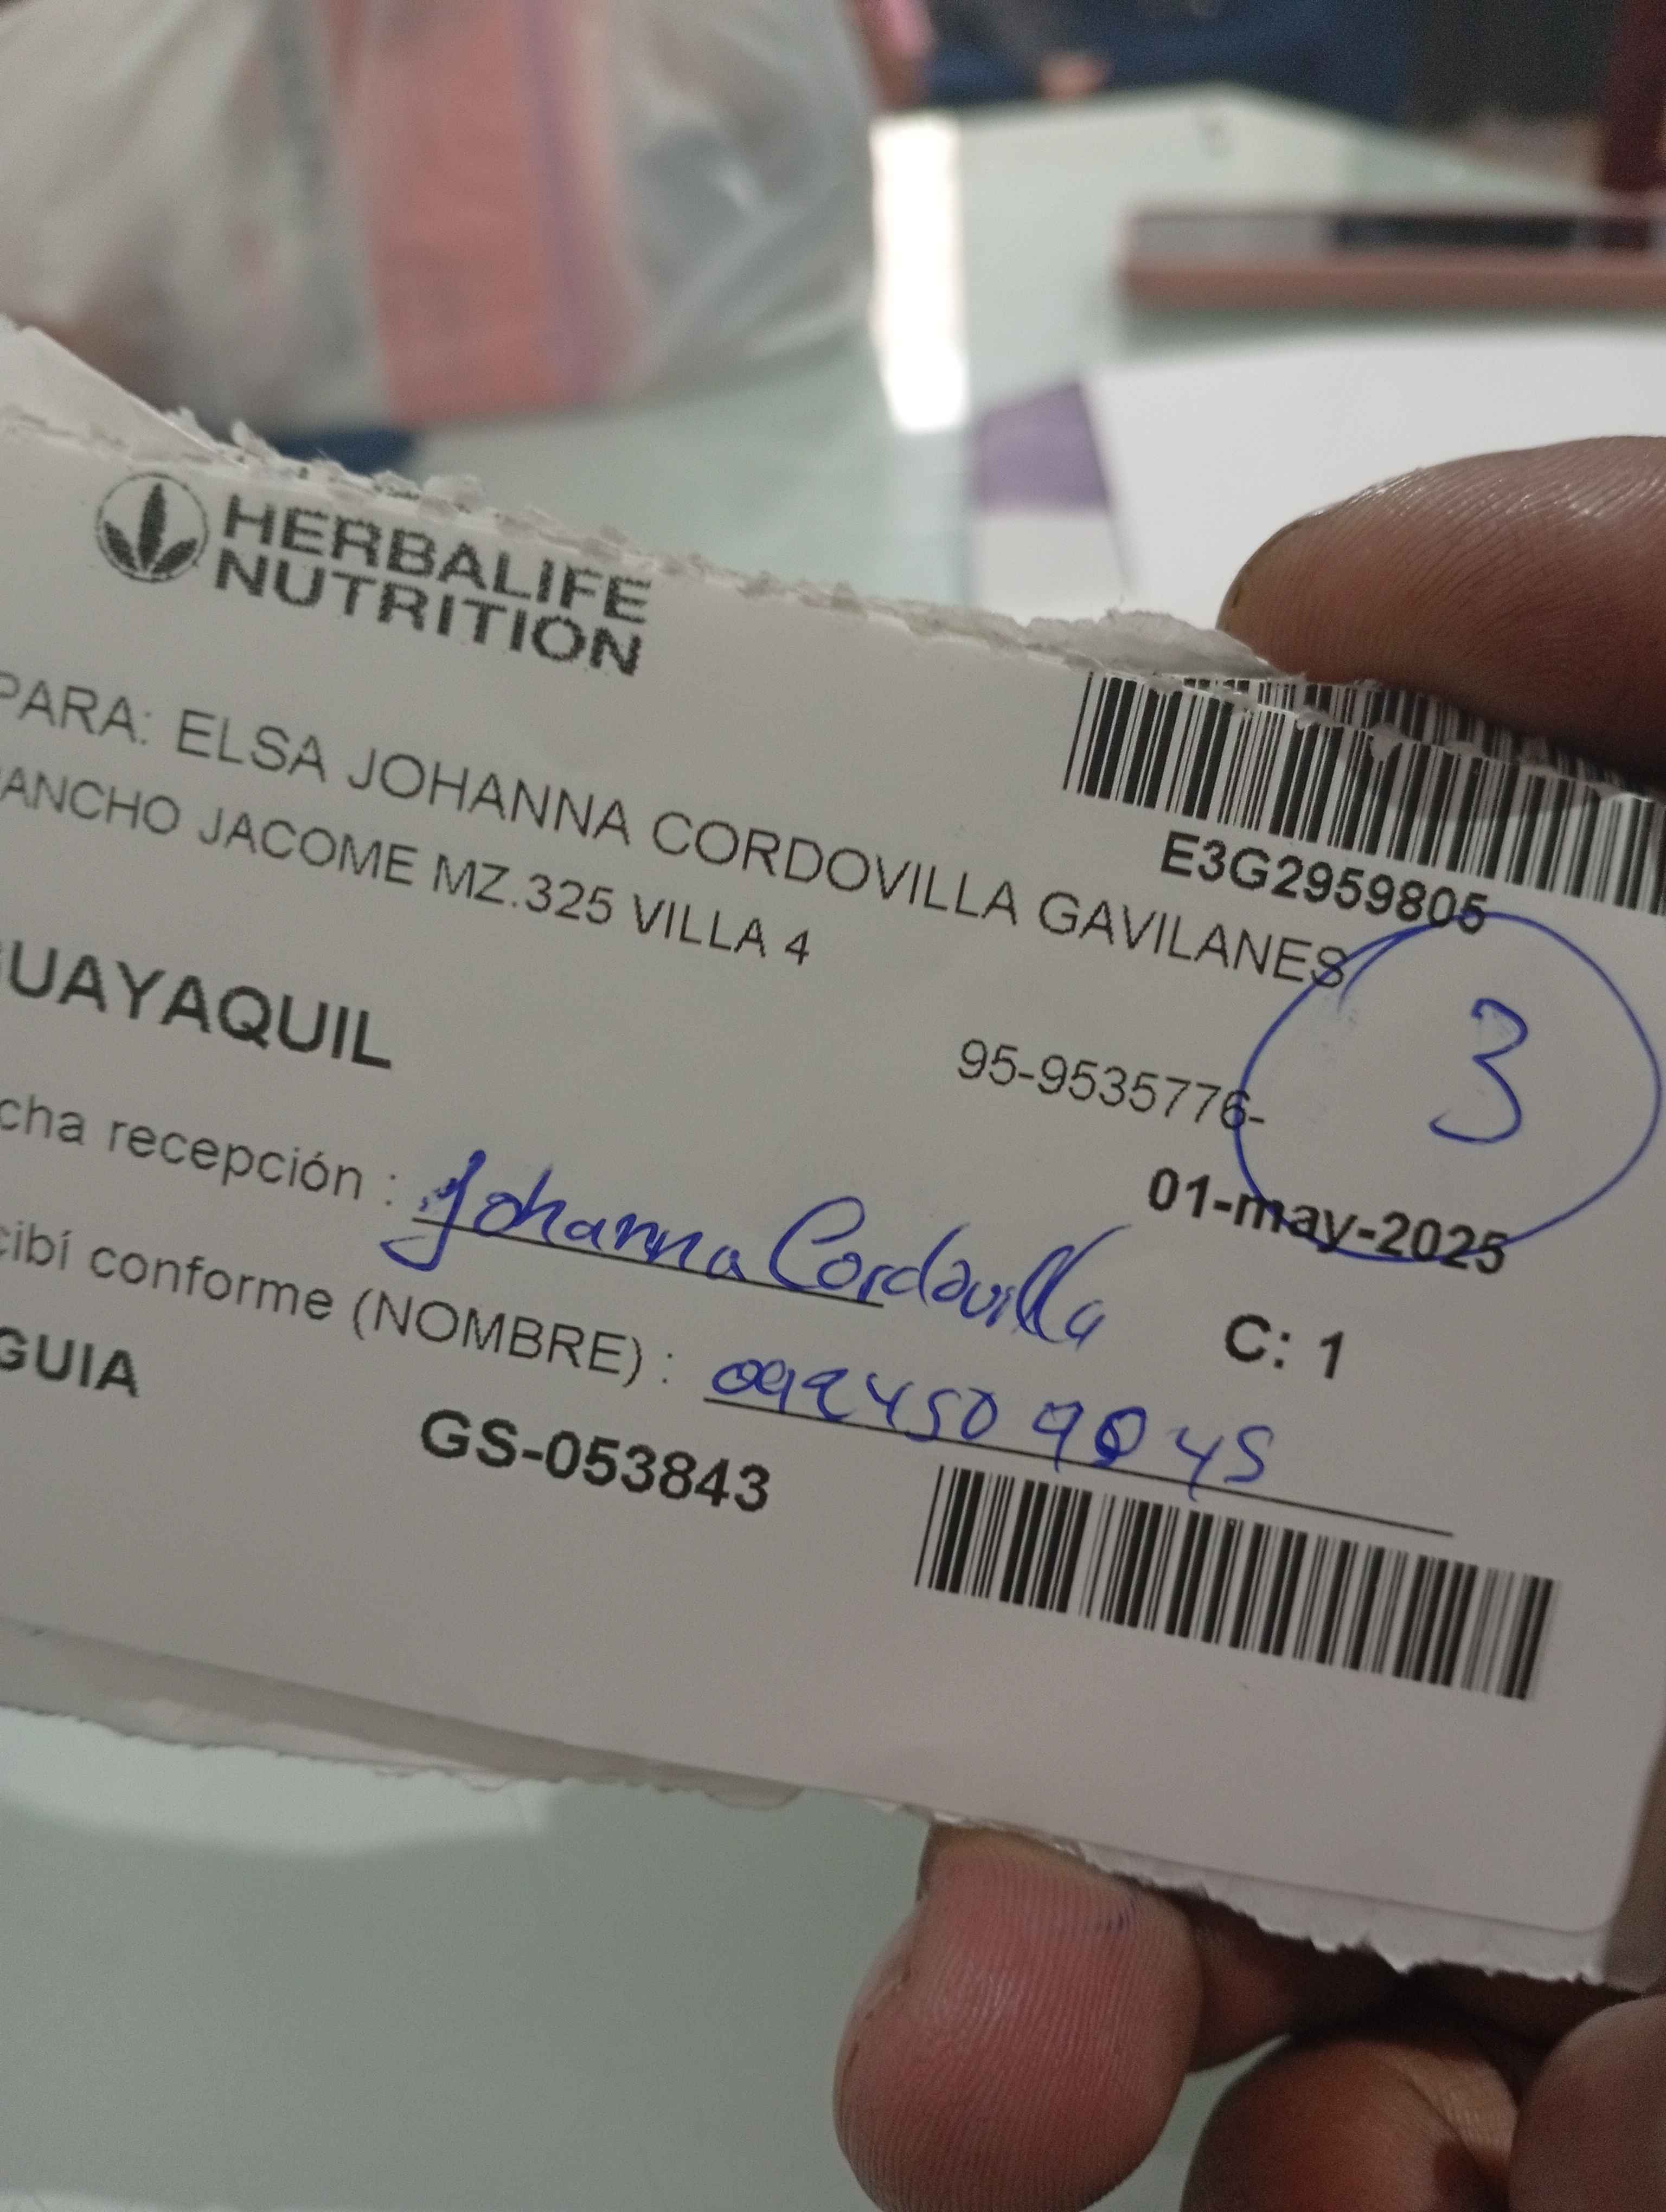 HERBALIFE
NUTRITION
E3G2959805
PARA: ELSA JOHANNA CORDOVILLA GAVILANES
ANCHO JACOME MZ.325 VILLA 4
3
UAYAQUIL
95-9535776-
01-may-2025
cha recepción : Johanna Cordovilla
C: 1
cibí conforme (NOMBRE) : 0924509045
GUIA
GS-053843